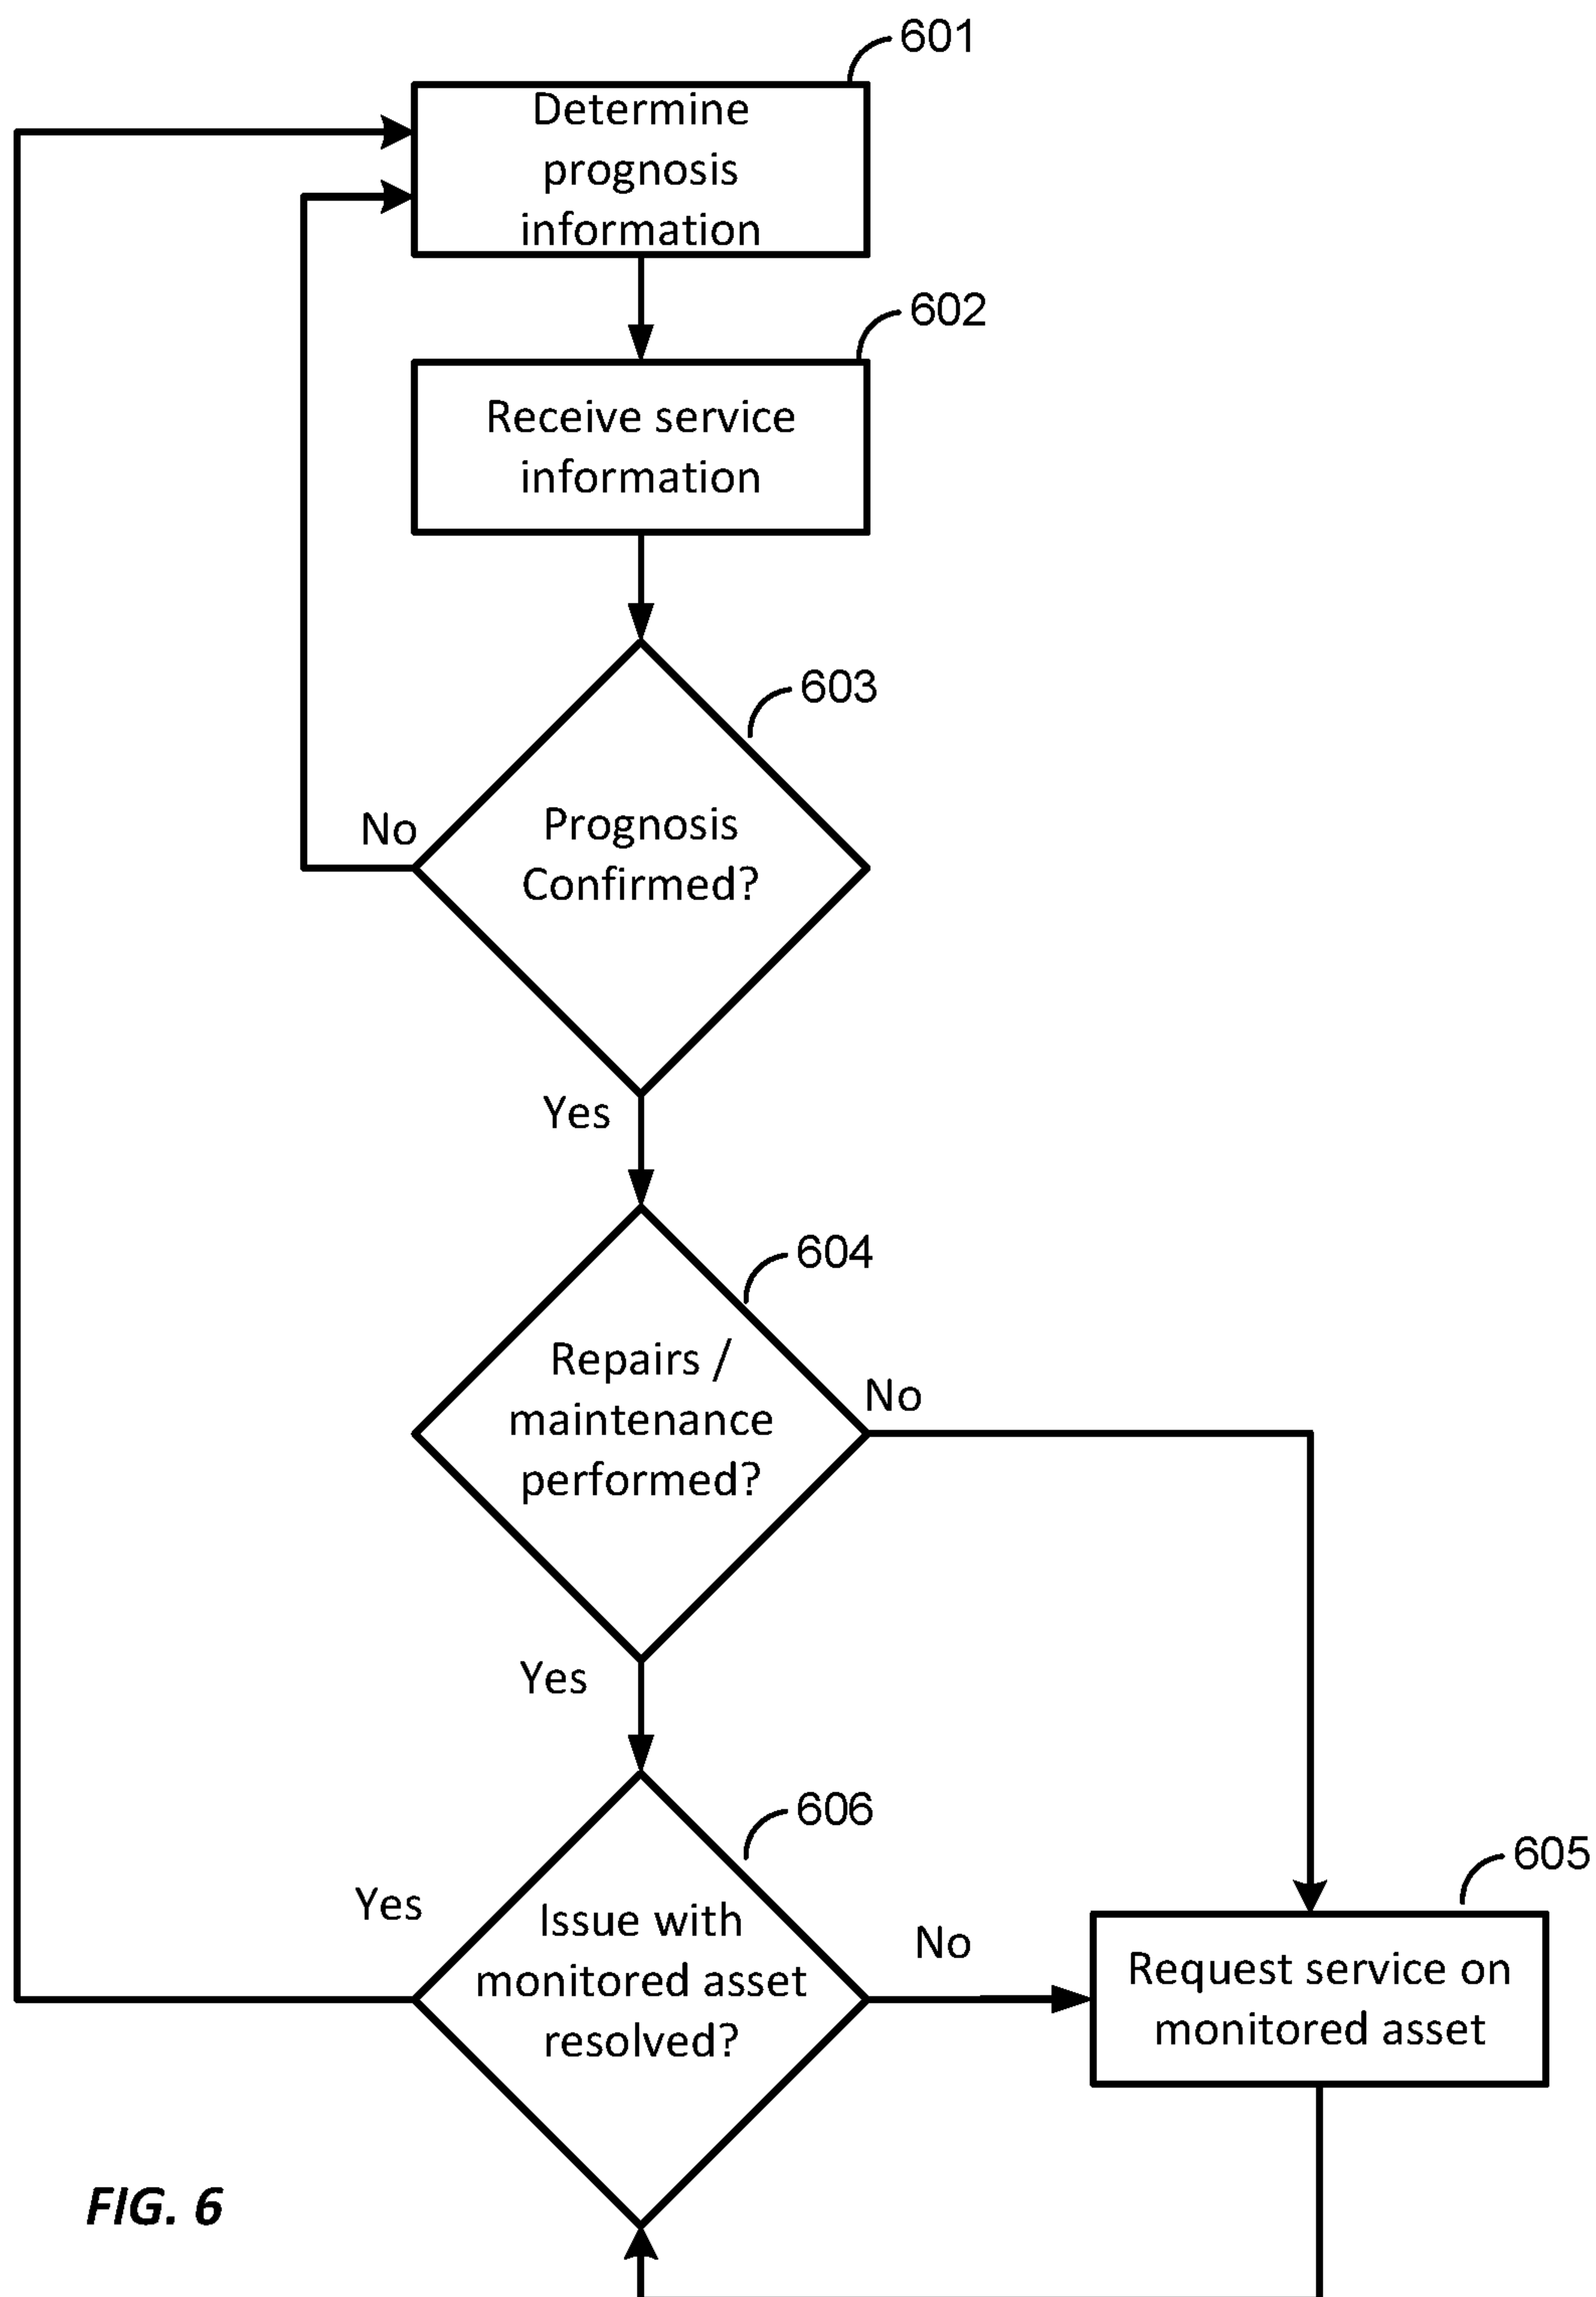 601
Determine
prognosis
information
602
Receive service
information
603
Prognosis
Confirmed?
No
Yes
604
Repairs /
maintenance
performed?
No
Yes
606
Issue with
monitored asset
resolved?
Yes
No
605
Request service on
monitored asset
FIG. 6